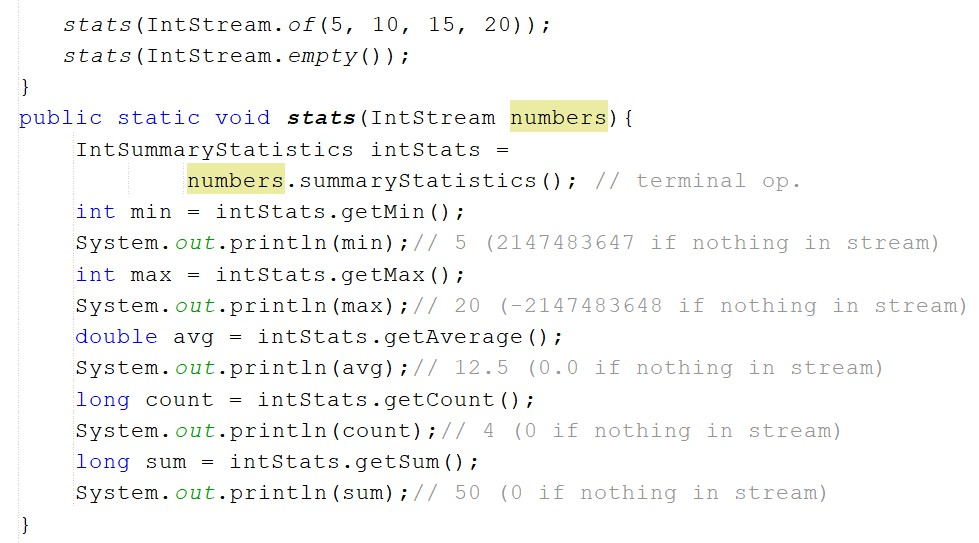 stats(IntStream.of(5, 10, 15, 20));
stats(IntStream.empty());
}
public static void stats(IntStream numbers){
IntSummaryStatistics intStats =
numbers.summaryStatistics(); // terminal op.
int min = intStats.getMin();
System.out.println(min);// 5 (2147483647 if nothing in stream)
int max = intStats.getMax();
System.out.println(max);// 20 (-2147483648 if nothing in stream)
double avg = intStats.getAverage();
System.out.println(avg);// 12.5 (0.0 if nothing in stream)
long count = intStats.getCount();
System.out.println(count);// 4 (0 if nothing in stream)
long sum = intStats.getSum();
System.out.println(sum);// 50 (0 if nothing in stream)
}